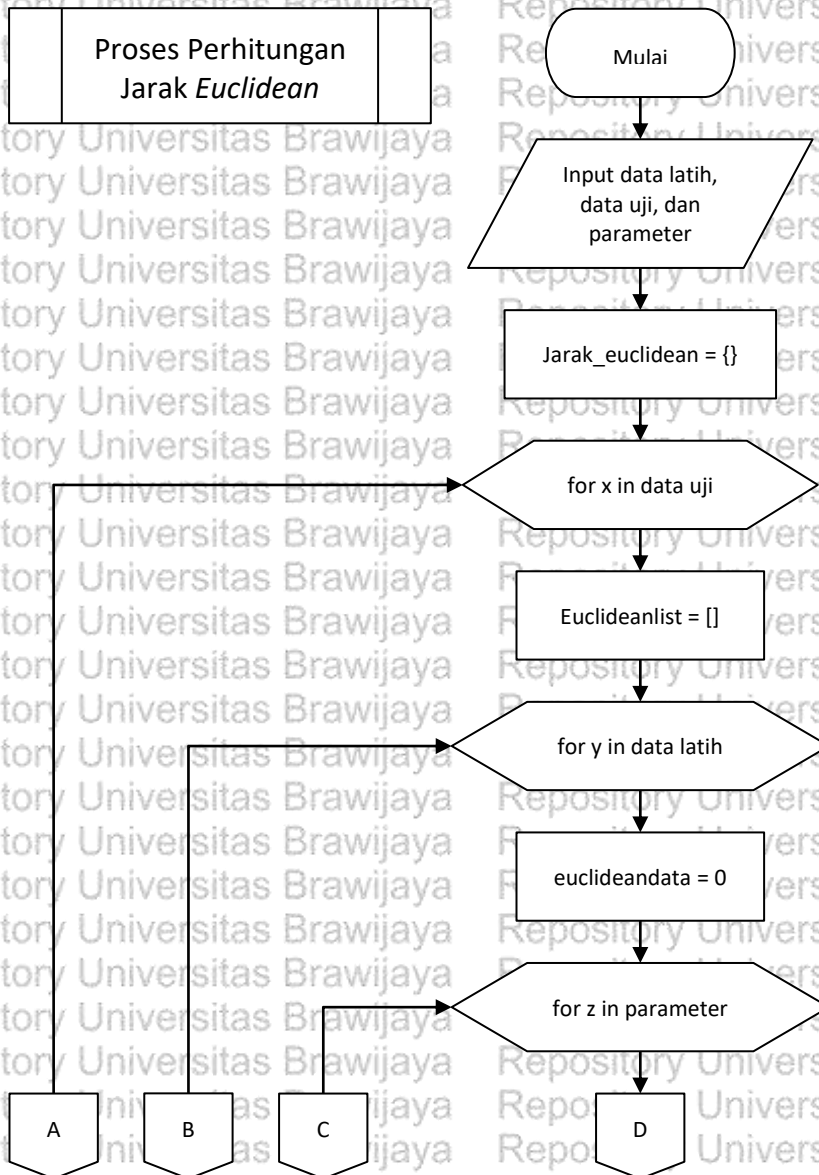 Proses Perhitungan
Jarak Euclidean
Mulai
Input data latih,
data uji, dan
parameter
Jarak_euclidean = {}
for x in data uji
Euclideanlist = []
for y in data latih
euclideandata = 0
for z in parameter
A
B
C
D